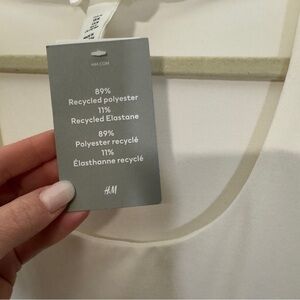 HM.COM
89%
Recycled polyester
11%
Recycled Elastane
89%
Polyester recyclé
11%
Élasthanne recyclé
H&M